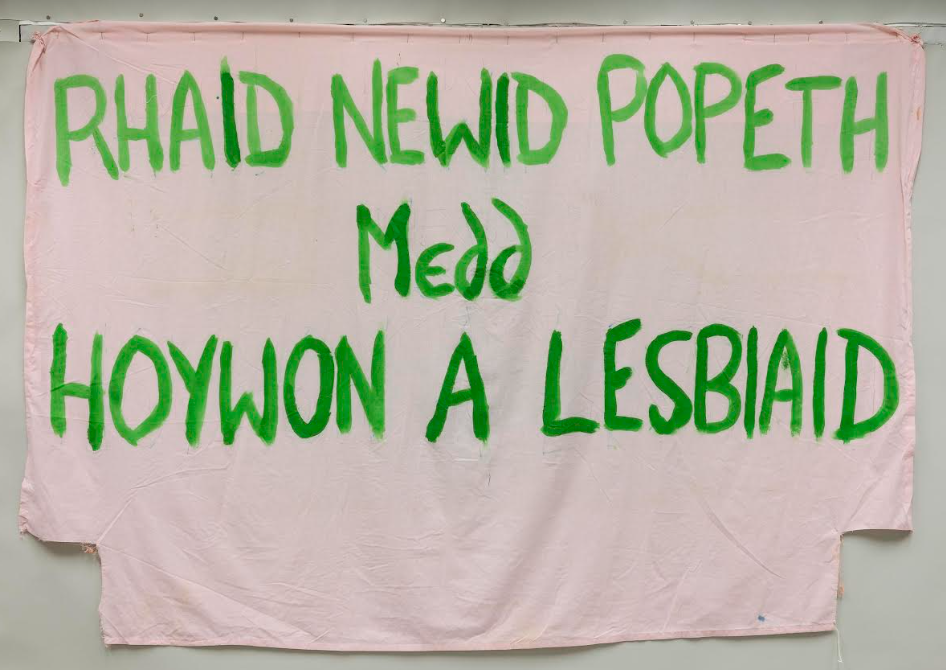 RHAID NEWID POPETH
Medd
HOYWON A LESBIAID